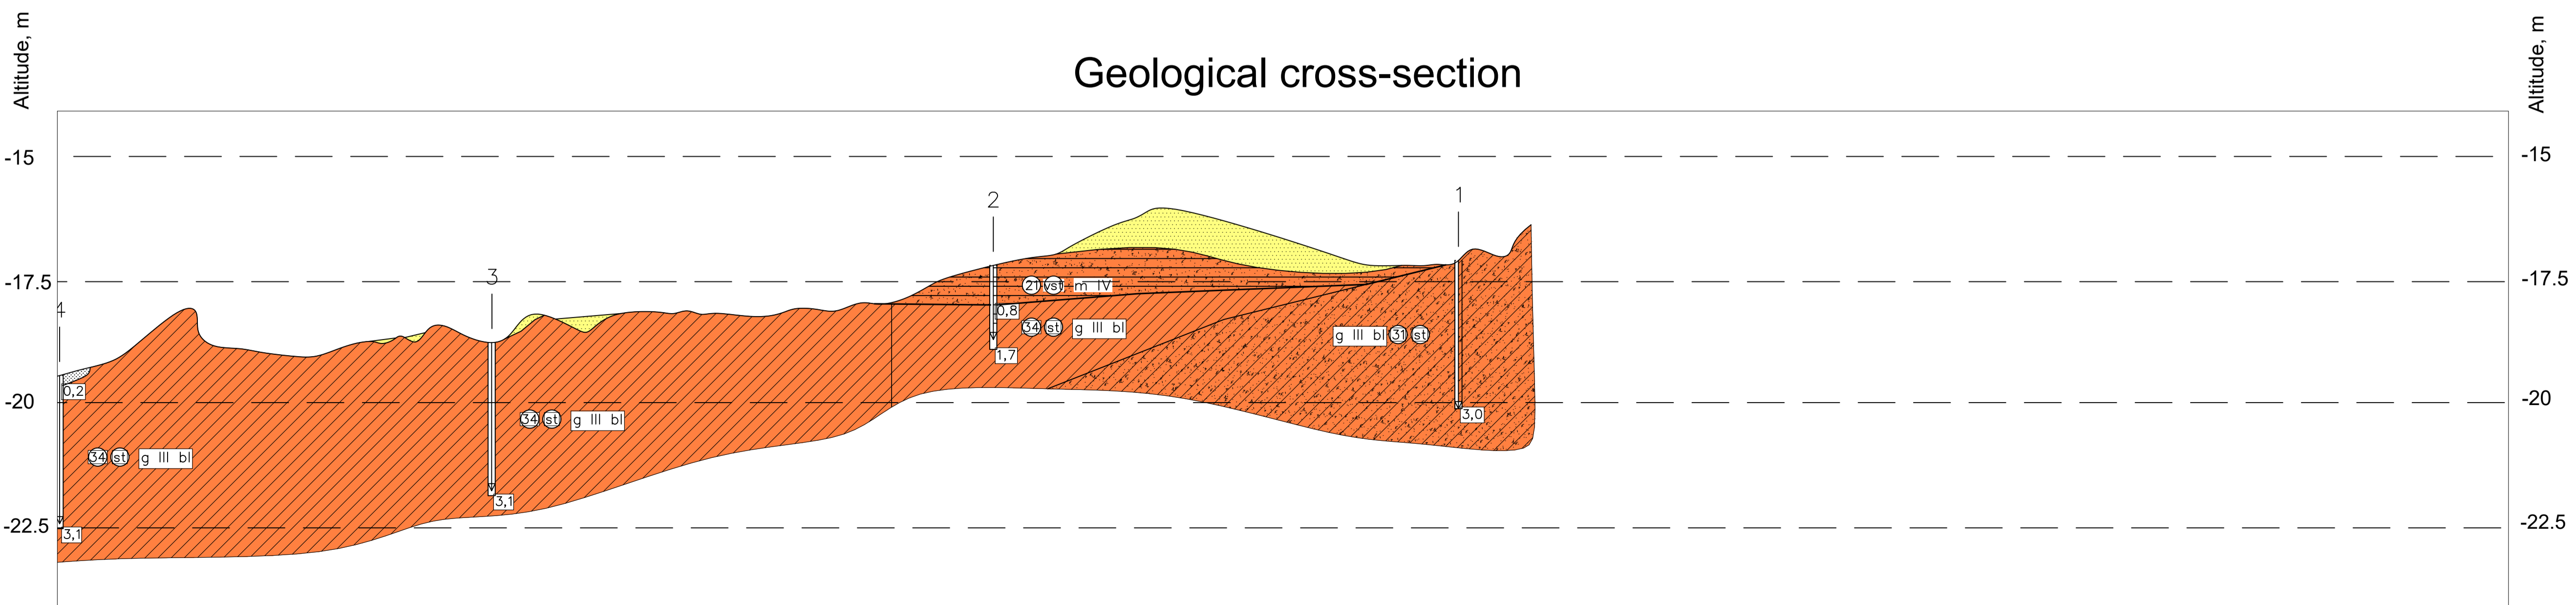 Altitude, m
Altitude, m
Geological cross-section
-15
-15
1
2
3
-17.5
-17.5
21 vst m IV
4
0,8
34 st g III bl
g III bl 31 st
1,7
0,2
-20
-20
3,0
34 st g III bl
34 st g III bl
3,1
-22.5
-22.5
3,1